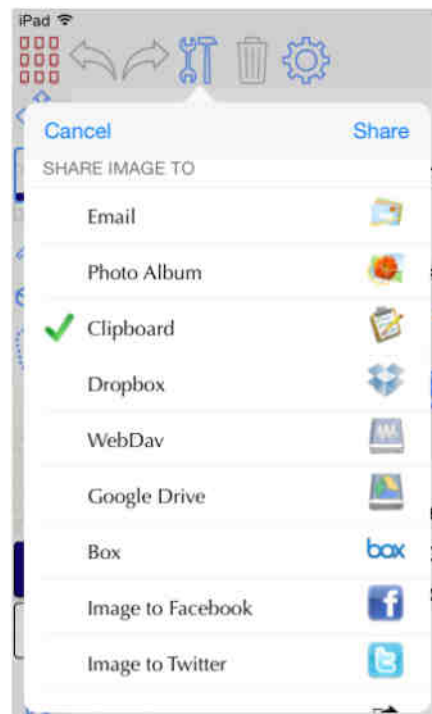 iPad
Cancel Share
SHARE IMAGE TO
Email
Photo Album
Clipboard
Dropbox
WebDav
Google Drive
Box box
Image to Facebook
Image to Twitter